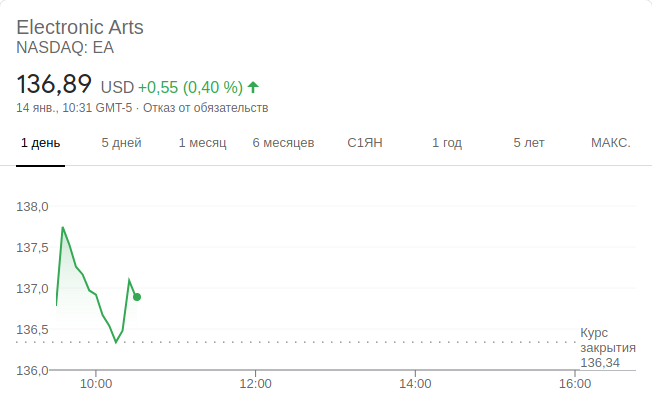 Electronic Arts
NASDAQ: EA
136,89 USD +0,55 (0,40 %)
14 янв., 10:31 GMT-5 · Отказ от обязательств
1 день 5 дней 1 месяц 6 месяцев С1ЯН 1 год 5 лет МАКС.
138,0
137,5
137,0
136,5
136,0
Курс
закрытия
136,34
10:00 12:00 14:00 16:00